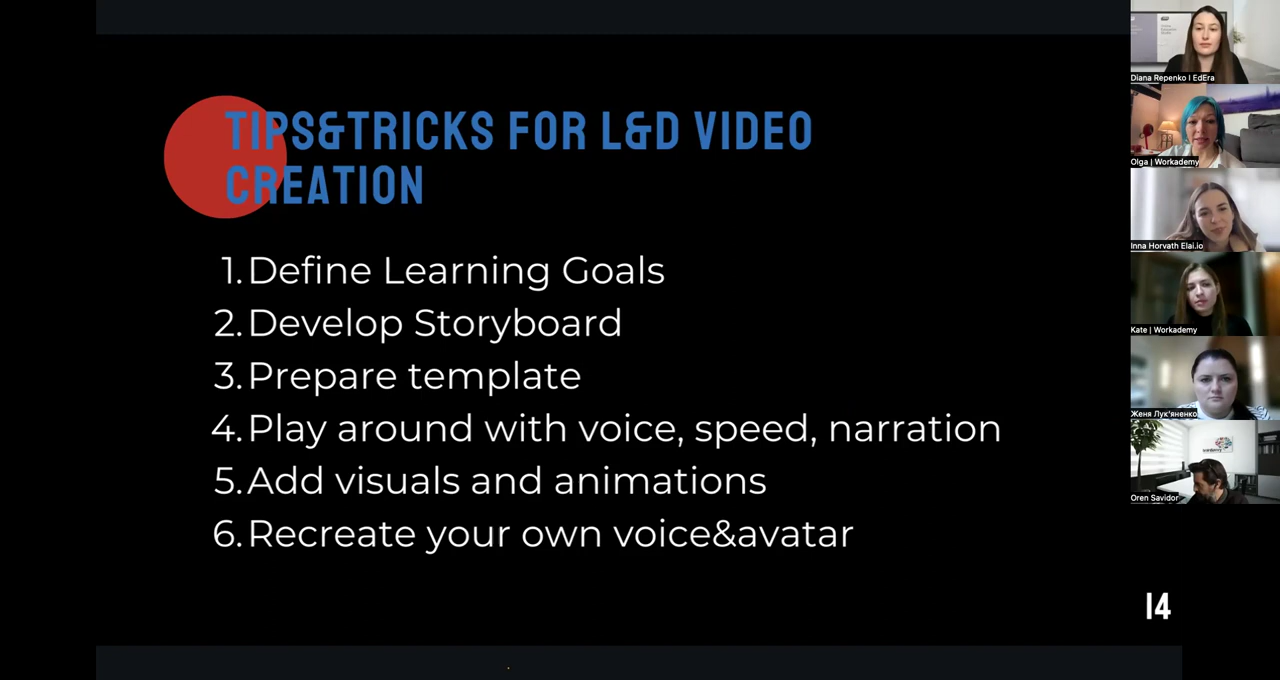 TIPS&TRICKS FOR L&D VIDEO
CREATION
1. Define Learning Goals
2. Develop Storyboard
3. Prepare template
4. Play around with voice, speed, narration
5. Add visuals and animations
6. Recreate your own voice&avatar
14
Diana Repenko | EdEra
Olga | Workademy
Inna Horvath Elai.io
Kate | Workademy
Женя Лук'яненко
Oren Savidor